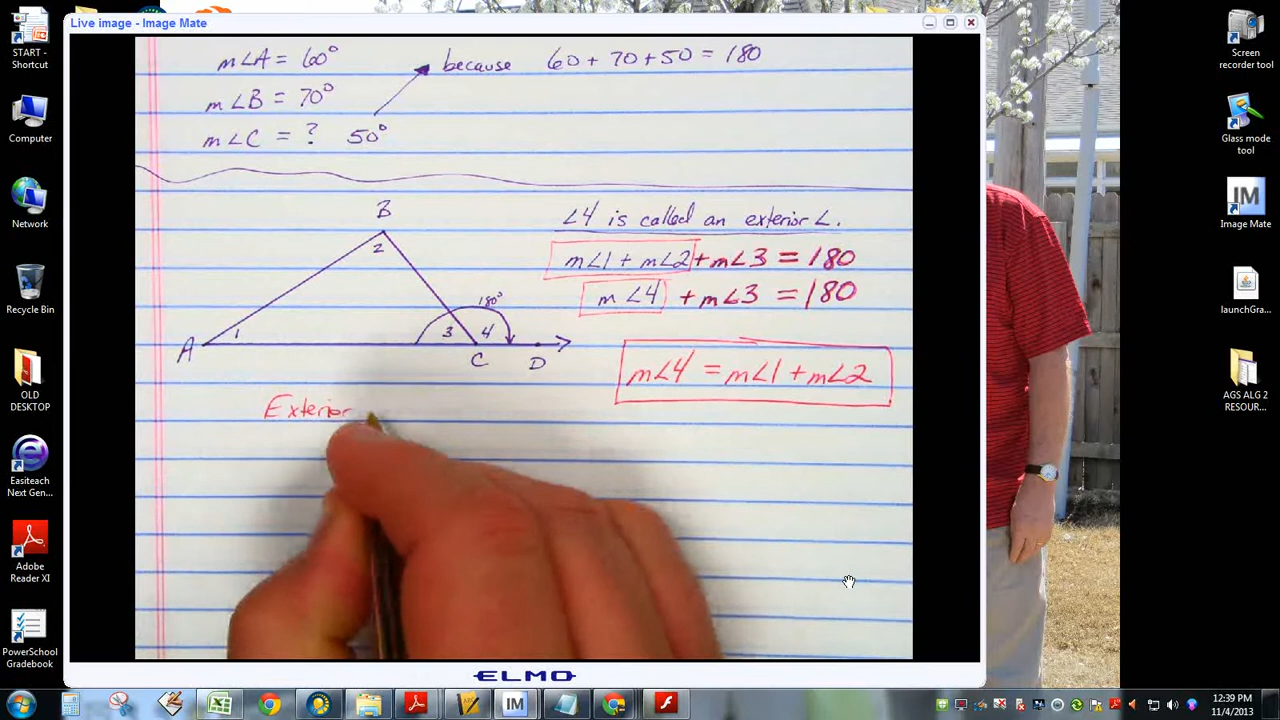 Live image - Image Mate
START - Shortcut
Computer
Network
Recycle Bin
OLD DESKTOP
Easiteach Next Gen...
Adobe Reader XI
PowerSchool Gradebook
m∠A = 60°
m∠B = 70°
m∠C = ? 50°
because 60 + 70 + 50 = 180
B
2
A
1
3
4
180°
C
D
∠4 is called an exterior ∠.
m∠1 + m∠2 + m∠3 = 180
m∠4 + m∠3 = 180
m∠4 = m∠1 + m∠2
Exterior
ELMO
Screen recorder tool
Glass mode tool
IM
Image Mate
launchGra...
AGS ALG 2 RESOUR...
IM
12:39 PM
11/4/2013